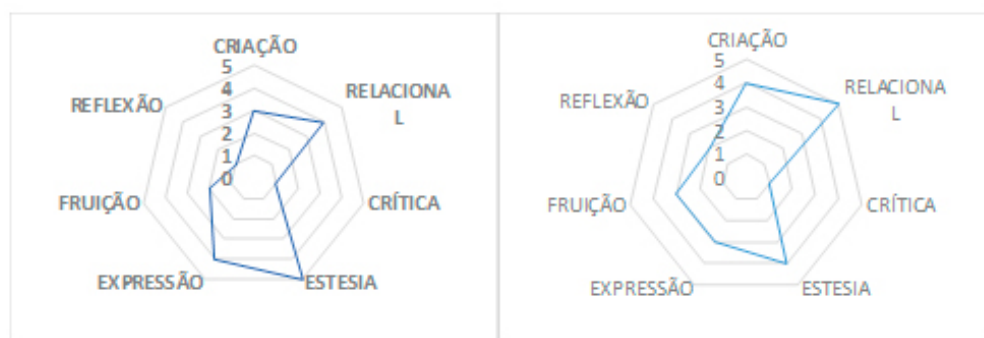 CRIAÇÃO
5
4
3
2
1
0
RELACIONA
L
CRÍTICA
ESTESIA
EXPRESSÃO
FRUIÇÃO
REFLEXÃO
CRIAÇÃO
5
4
3
2
1
0
RELACIONA
L
CRÍTICA
ESTESIA
EXPRESSÃO
FRUIÇÃO
REFLEXÃO